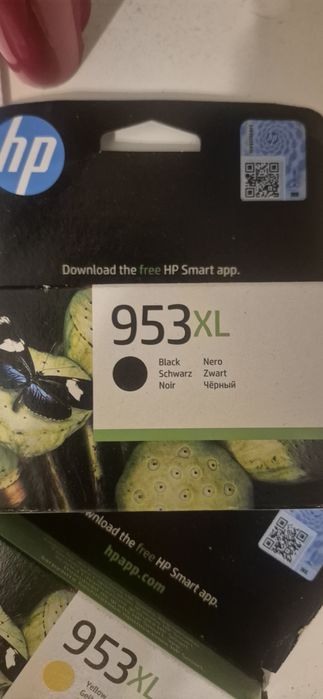 hp
Download the free HP Smart app.
953XL
Black Nero
Schwarz Zwart
Noir Чёрный
wnload the free HP Smart app.
hpapp.com
953XL
Yellow